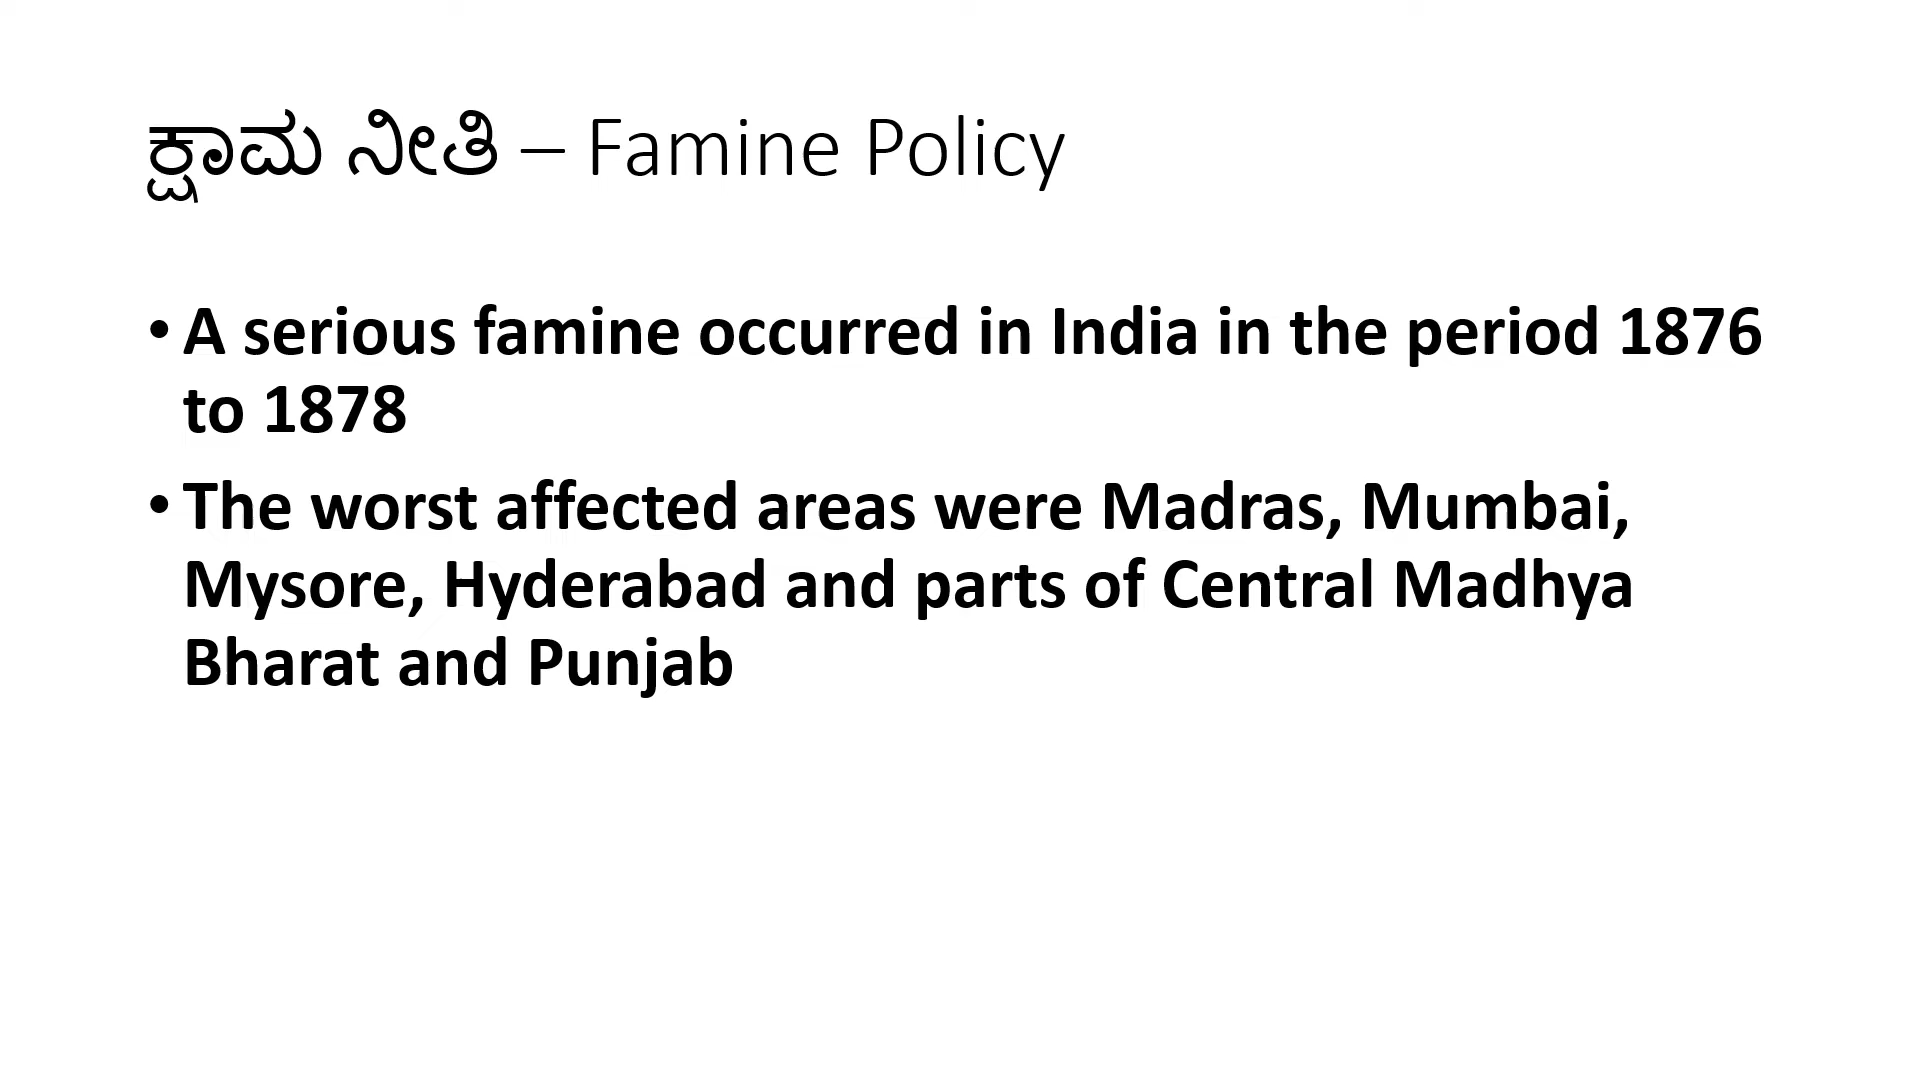 ಕ್ಷಾಮ ನೀತಿ – Famine Policy
• A serious famine occurred in India in the period 1876
to 1878
• The worst affected areas were Madras, Mumbai,
Mysore, Hyderabad and parts of Central Madhya
Bharat and Punjab